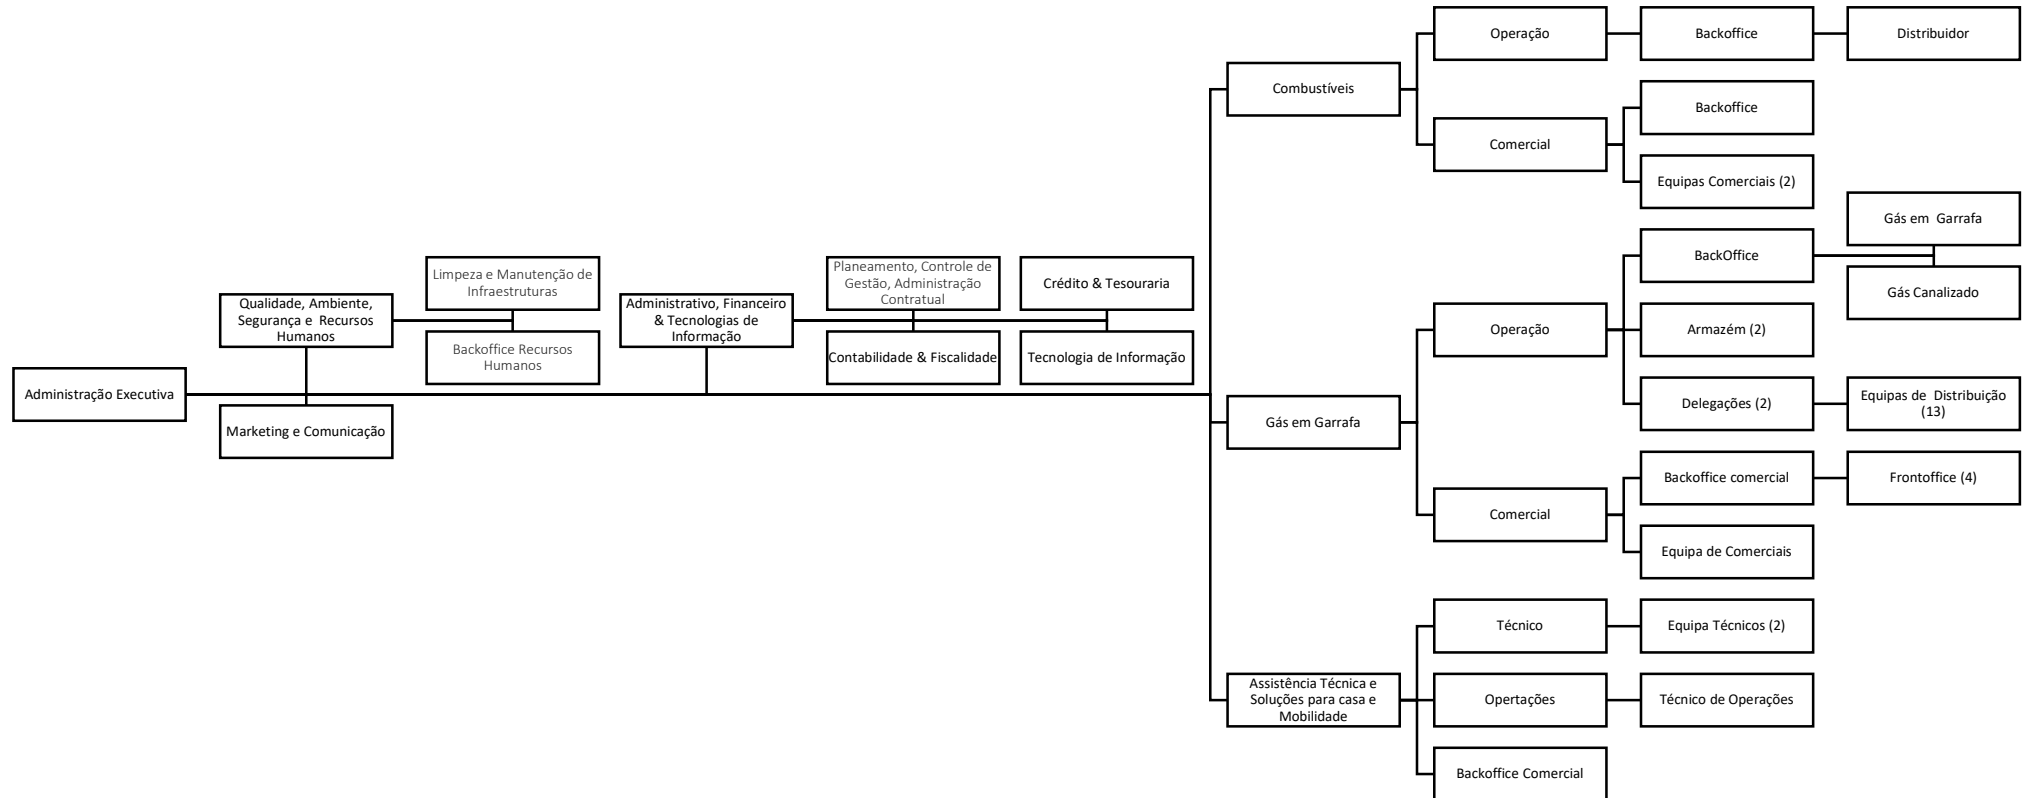 Administração Executiva
Qualidade, Ambiente,
Segurança e  Recursos
Humanos
Marketing e Comunicação
Limpeza e Manutenção de
Infraestruturas
Backoffice Recursos
Humanos
Administrativo, Financeiro
& Tecnologias de
Informação
Planeamento, Controle de
Gestão, Administração
Contratual
Contabilidade & Fiscalidade
Crédito & Tesouraria
Tecnologia de Informação
Combustíveis
Operação
Backoffice
Distribuidor
Comercial
Backoffice
Equipas Comerciais (2)
Gás em Garrafa
Operação
BackOffice
Gás em  Garrafa
Gás Canalizado
Armazém (2)
Delegações (2)
Equipas de  Distribuição
(13)
Comercial
Backoffice comercial
Frontoffice (4)
Equipa de Comerciais
Assistência Técnica e
Soluções para casa e
Mobilidade
Técnico
Equipa Técnicos (2)
Opertações
Técnico de Operações
Backoffice Comercial